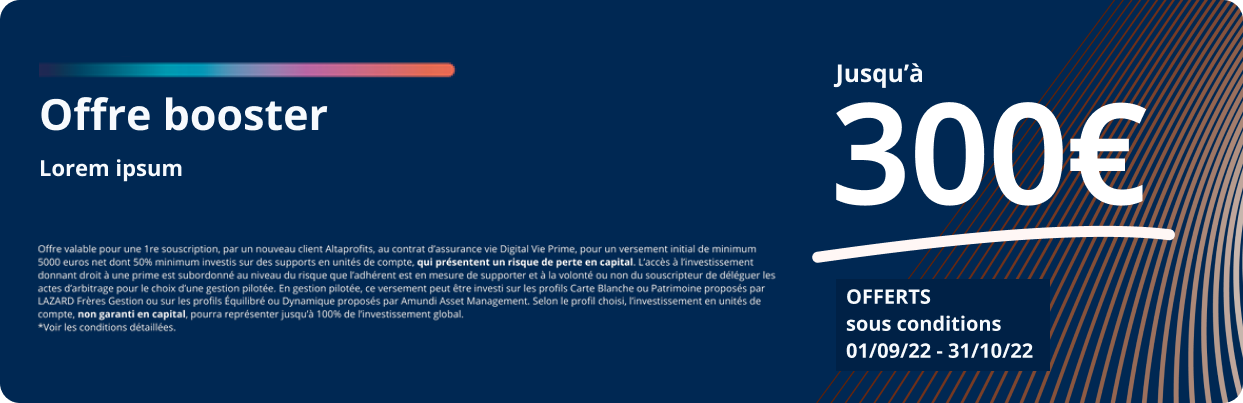 Offre booster
Lorem ipsum
Offre valable pour une 1re souscription, par un nouveau client Altaprofits, au contrat d'assurance vie Digital Vie Prime, pour un versement initial de minimum
5000 euros net dont 50% minimum investis sur des supports en unités de compte, qui présentent un risque de perte en capital. L'accès à l'investissement
donnant droit à une prime est subordonné au niveau du risque que l'adhérent est en mesure de supporter et à la volonté ou non du souscripteur de déléguer les
actes d'arbitrage pour le choix d'une gestion pilotée. En gestion pilotée, ce versement peut être investi sur les profils Carte Blanche ou Patrimoine proposés par
LAZARD Frères Gestion ou sur les profils Équilibré ou Dynamique proposés par Amundi Asset Management. Selon le profil choisi, l'investissement en unités de
compte, non garanti en capital, pourra représenter jusqu'à 100% de l'investissement global.
*Voir les conditions détaillées.
Jusqu'à
300€
OFFERTS
sous conditions
01/09/22 - 31/10/22